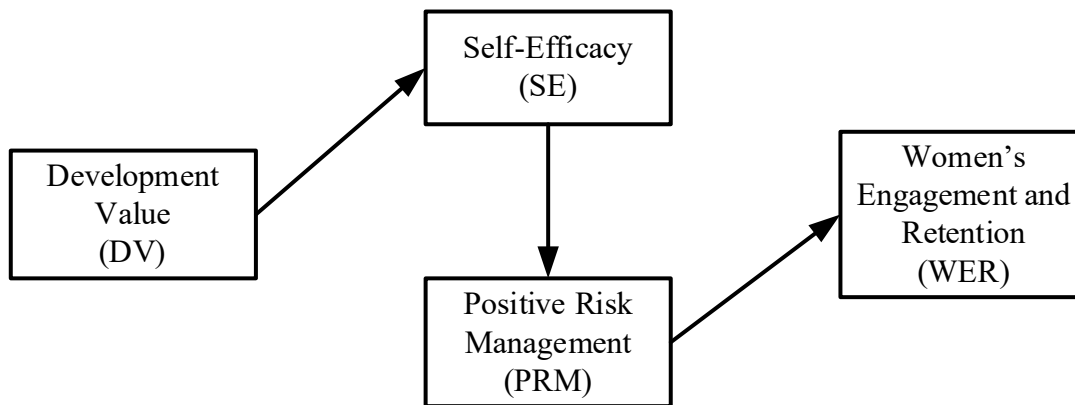 Self-Efficacy
(SE)
Development
Value
(DV)
Women’s
Engagement and
Retention
(WER)
Positive Risk
Management
(PRM)